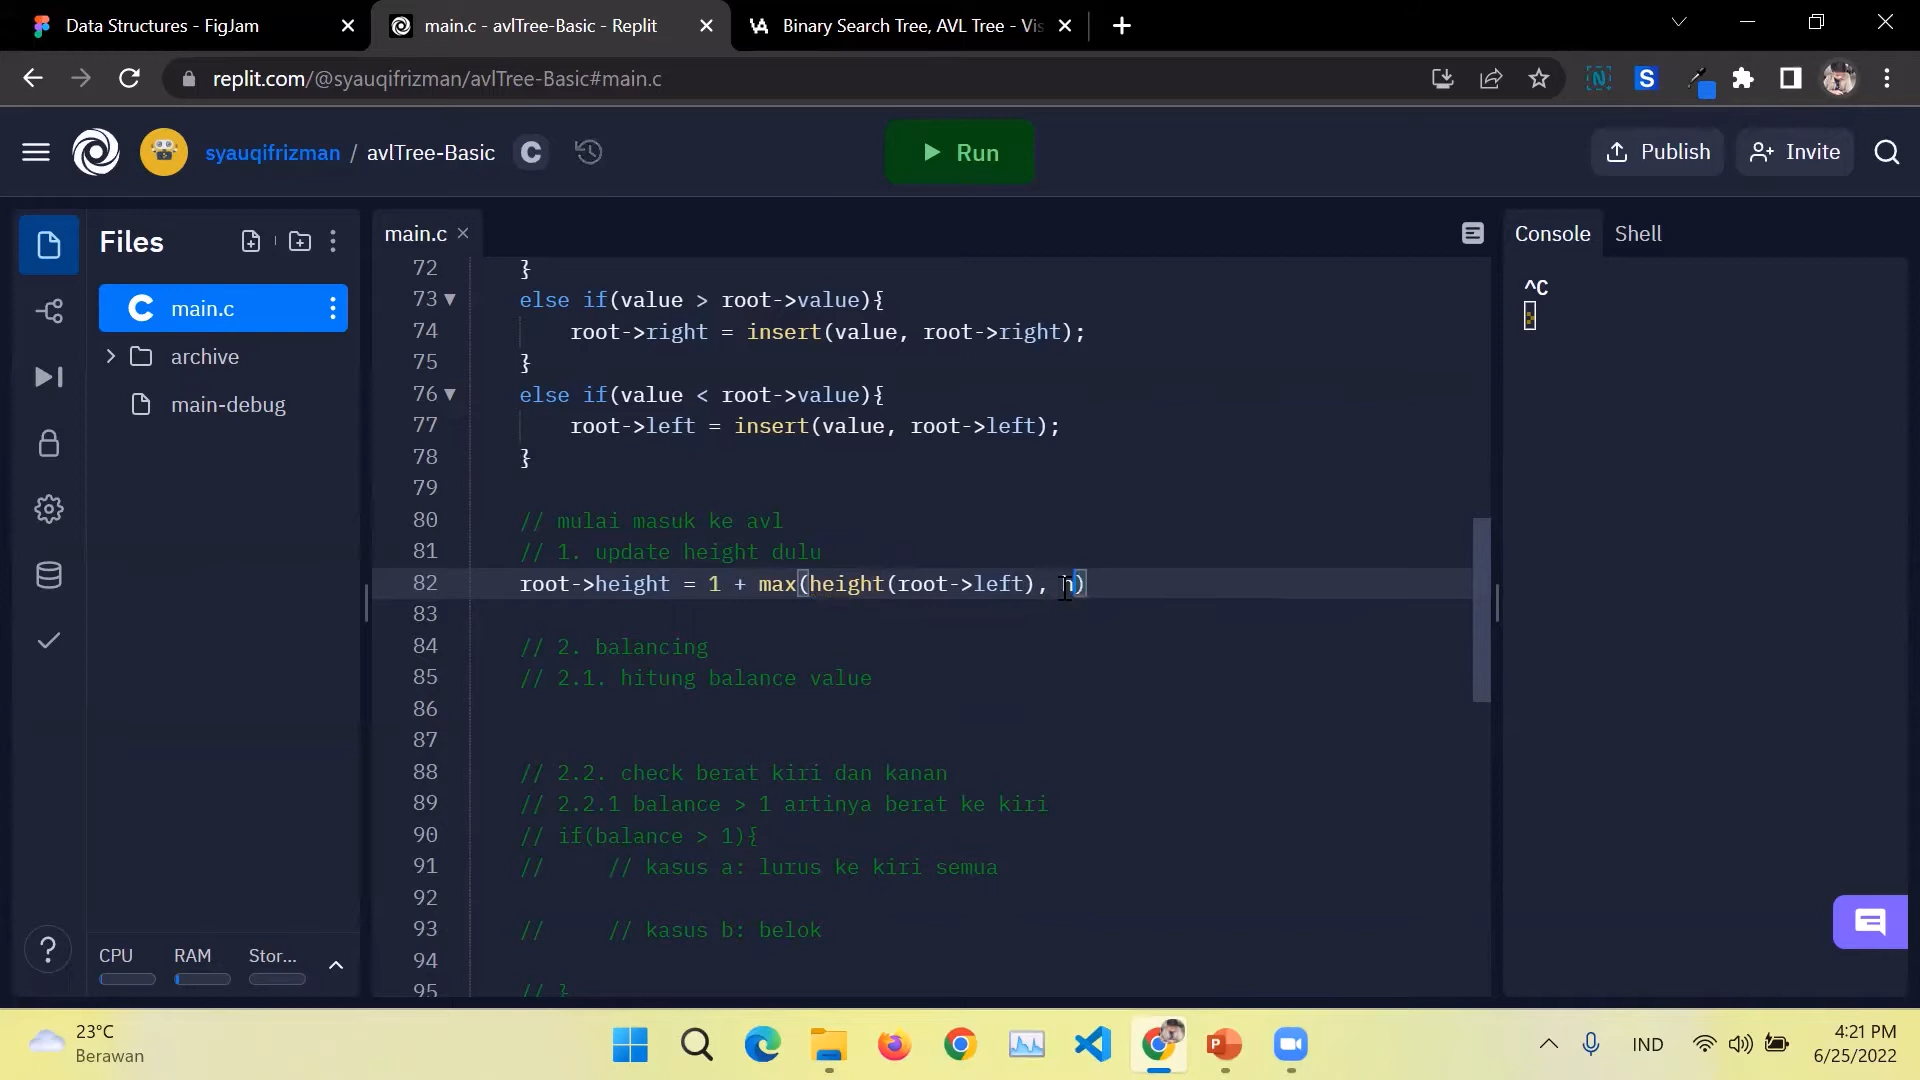 Data Structures - FigJam
main.c - avlTree-Basic - Replit
Binary Search Tree, AVL Tree - Vis
replit.com/@syauqifrizman/avlTree-Basic#main.c
syauqifrizman / avlTree-Basic
Run
Publish
Invite
Files
main.c
Console
Shell
main.c
archive
main-debug
^C
72 }
73 else if(value > root->value){
74 root->right = insert(value, root->right);
75 }
76 else if(value < root->value){
77 root->left = insert(value, root->left);
78 }
79
80 // mulai masuk ke avl
81 // 1. update height dulu
82 root->height = 1 + max(height(root->left), h)
83
84 // 2. balancing
85 // 2.1. hitung balance value
86
87
88 // 2.2. check berat kiri dan kanan
89 // 2.2.1 balance > 1 artinya berat ke kiri
90 // if(balance > 1){
91 // // kasus a: lurus ke kiri semua
92
93 // // kasus b: belok
94
95 // }
CPU
RAM
Stor...
23°C
Berawan
IND
4:21 PM
6/25/2022